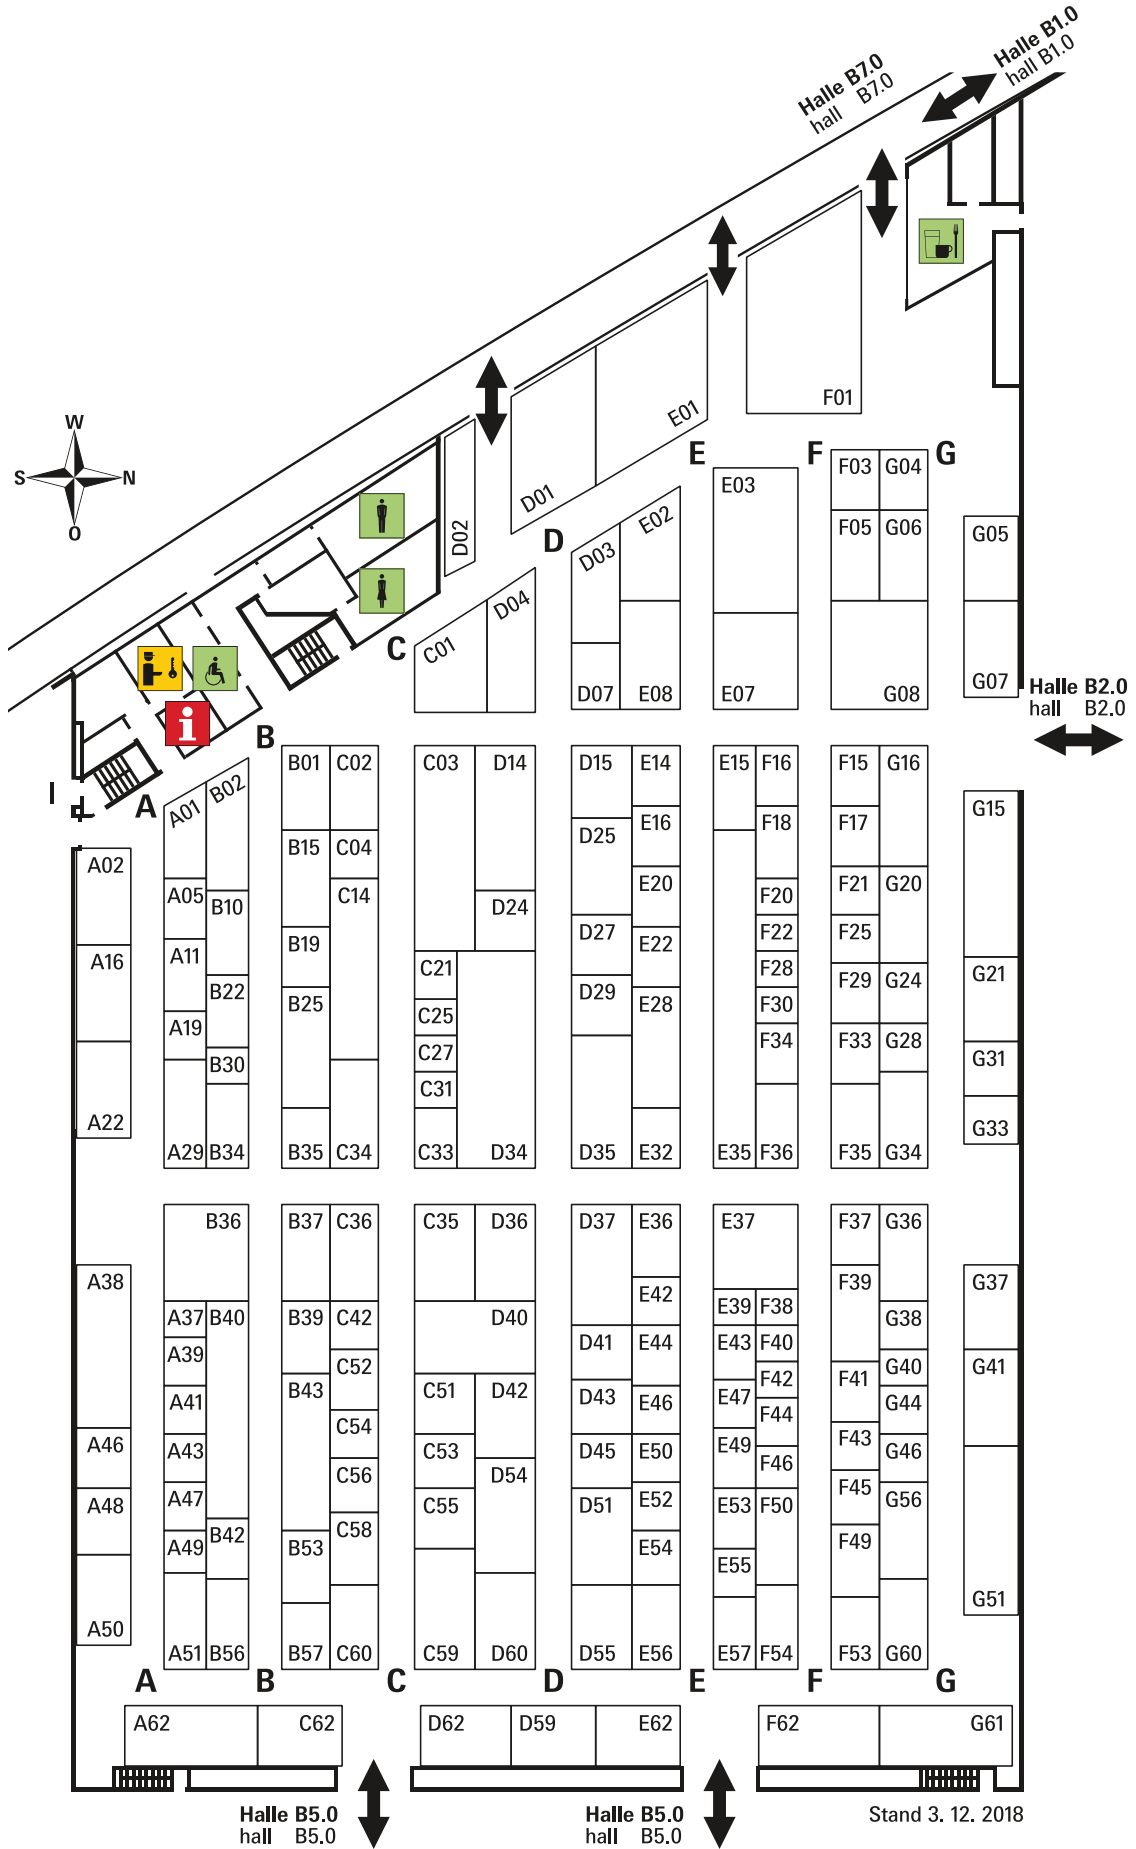 Halle B1.0
hall B1.0
Halle B7.0
hall B7.0
W
S N
O
F01
E01
D01
D02
E F G
F03 G04
E03
E02
F05 G06
G05
D
D03
D04
C
C01
D07 E08 E07 G08 G07
Halle B2.0
hall B2.0
i
B
B01 C02 C03 D14 D15 E14 E15 F16 F15 G16
A
A01 B02
G15
E16 F18 F17
D25
B15 C04
A02
A05 B10 C14 D24 E20 F20 F21 G20
F22 F25
A11 B19 D27 E22
A16 C21 F28 G21
B22 B25 D29 E28 F29 G24
F30
A19 C25
B30 C27 F34 F33 G28 G31
C31
A22 G33
A29 B34 B35 C34 C33 D34 D35 E32 E35 F36 F35 G34
B36 B37 C36 C35 D36 D37 E36 E37 F37 G36
A38 F39 G37
E42
A37 B40 B39 C42 D40 E39 F38 G38
A39 D41 E44 E43 F40
C52 G40
A41 B43 C51 D42 D43 E46 F42 F41 G41
E47 F44 G44
C54
A46 A43 C53 D45 E50 E49 F43 G46
F46
C56 D54
A48 A47 C55 D51 E52 E53 F50 F45 G56
C58
A49 B42 B53 E54 F49
E55
G51
A50
A51 B56 B57 C60 C59 D60 D55 E56 E57 F54 F53 G60
A B C D E F G
A62 C62 D62 D59 E62 F62 G61
Halle B5.0
hall B5.0
Halle B5.0
hall B5.0
Stand 3. 12. 2018